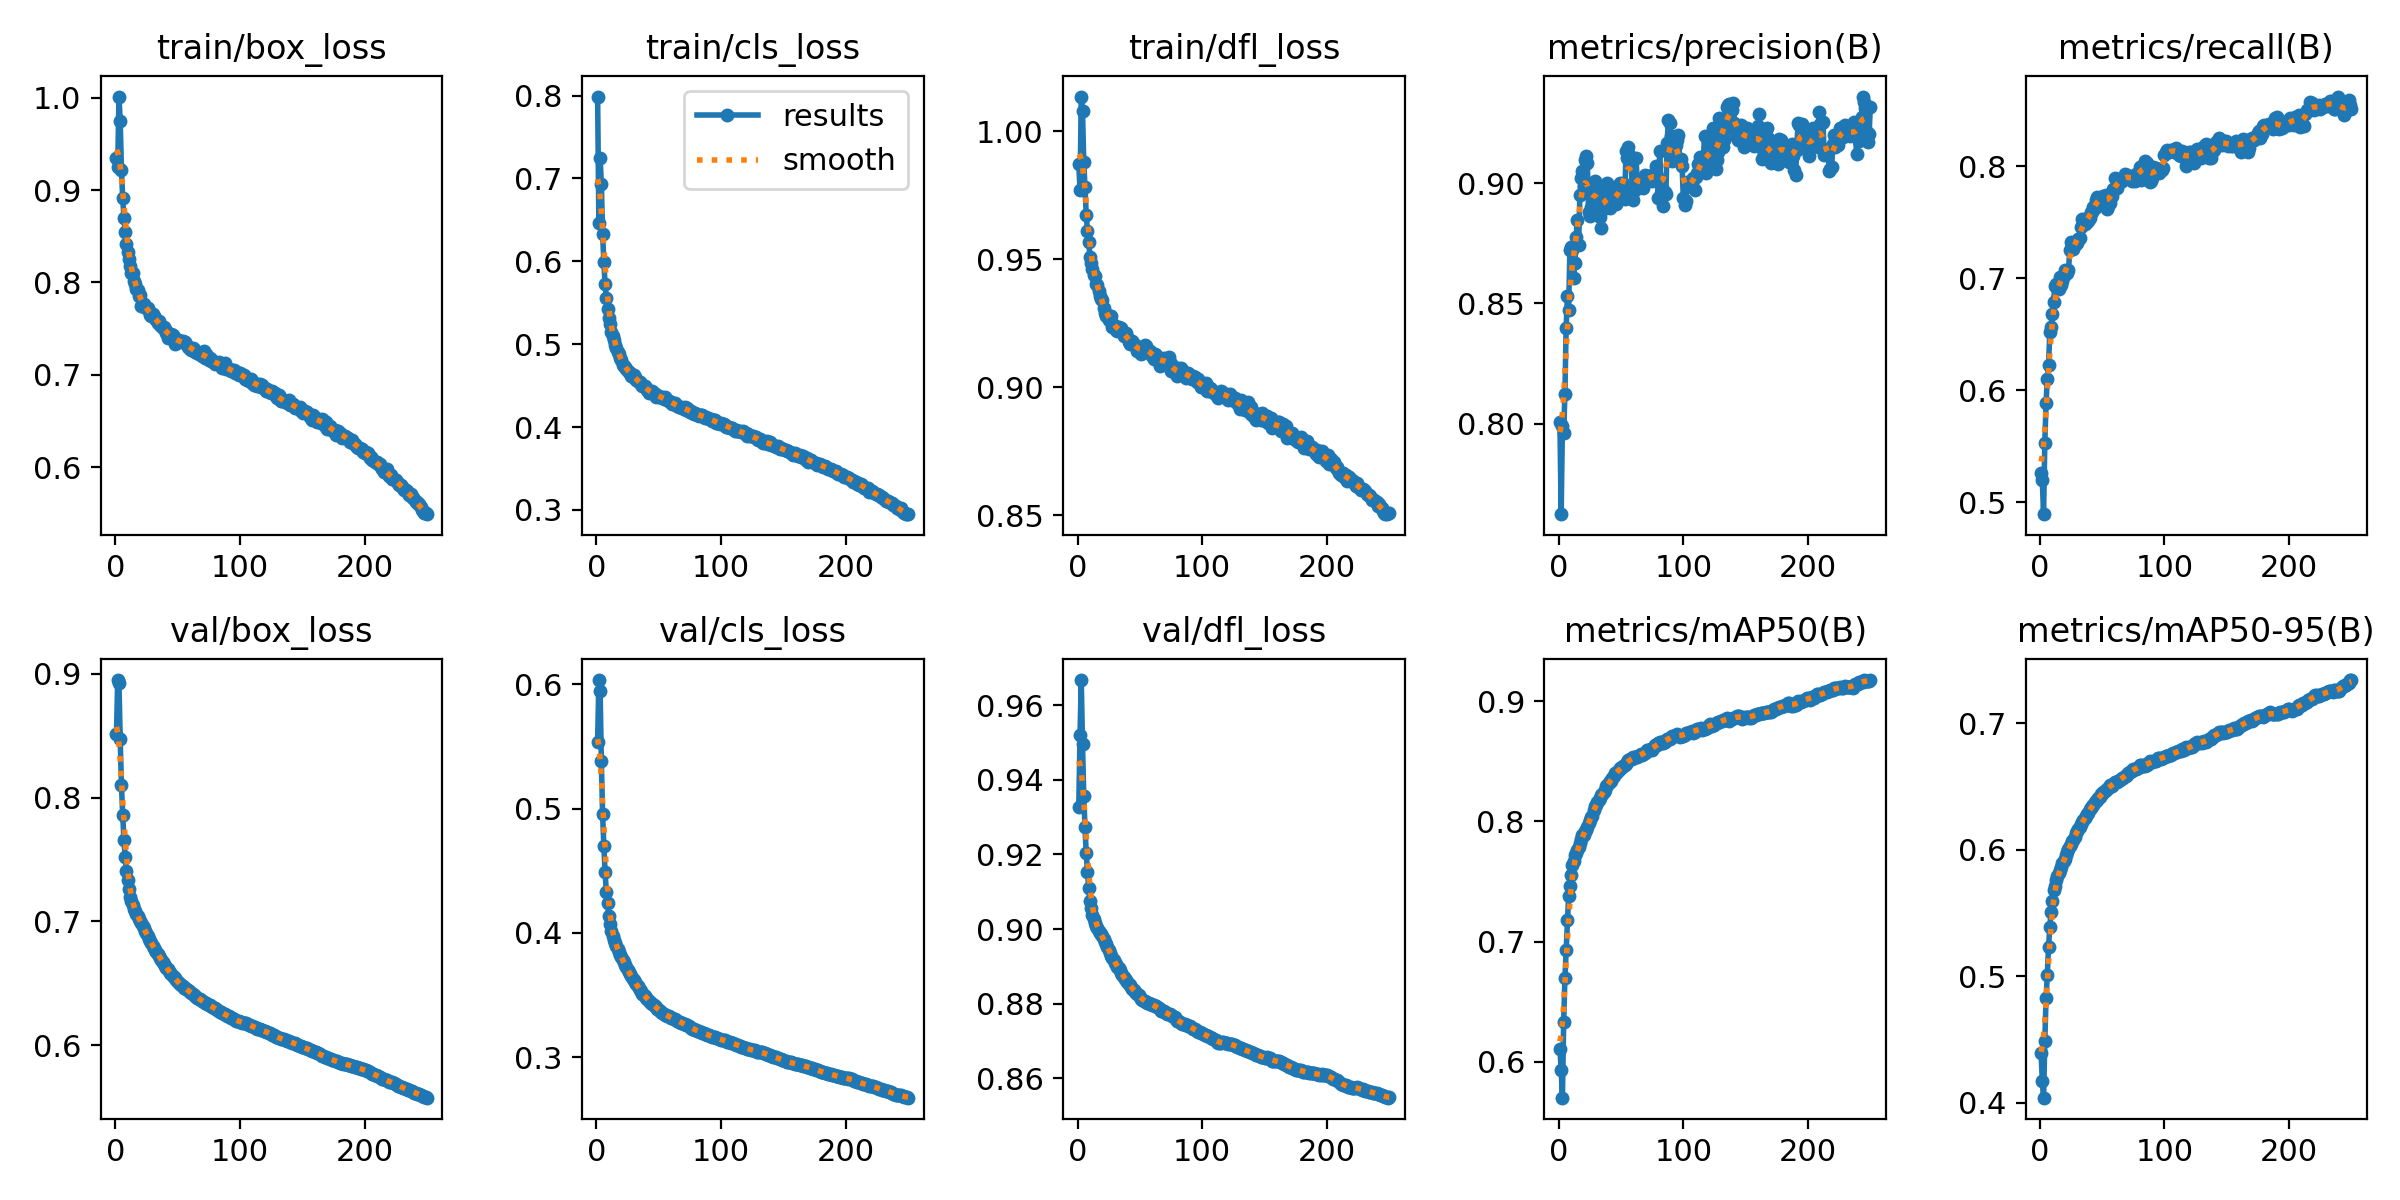 train/box_loss
1.0
0.9
0.8
0.7
0.6
0 100 200
train/cls_loss
results
smooth
0.8
0.7
0.6
0.5
0.4
0.3
0 100 200
train/dfl_loss
1.00
0.95
0.90
0.85
0 100 200
metrics/precision(B)
0.90
0.85
0.80
0 100 200
metrics/recall(B)
0.8
0.7
0.6
0.5
0 100 200
val/box_loss
0.9
0.8
0.7
0.6
0 100 200
val/cls_loss
0.6
0.5
0.4
0.3
0 100 200
val/dfl_loss
0.96
0.94
0.92
0.90
0.88
0.86
0 100 200
metrics/mAP50(B)
0.9
0.8
0.7
0.6
0 100 200
metrics/mAP50-95(B)
0.7
0.6
0.5
0.4
0 100 200